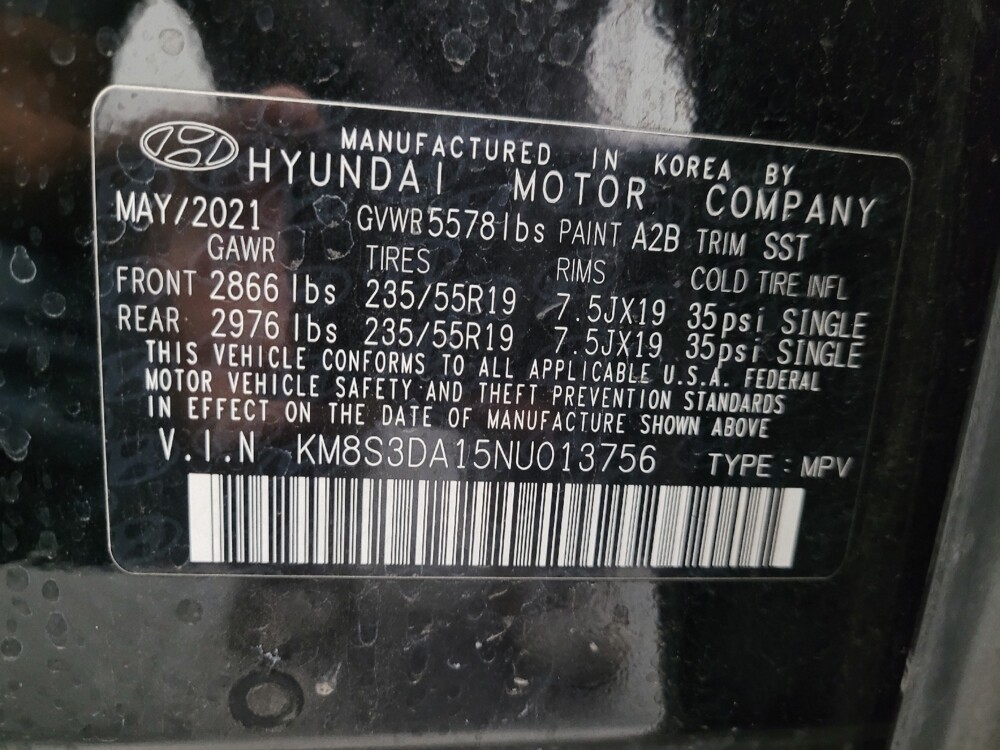 MANUFACTURED IN KOREA BY
HYUNDAI MOTOR COMPANY
MAY/2021 GVWR 5578 lbs PAINT A2B TRIM SST
GAWR TIRES RIMS COLD TIRE INFL
FRONT 2866 lbs 235/55R19 7.5JX19 35psi SINGLE
REAR 2976 lbs 235/55R19 7.5JX19 35psi SINGLE
THIS VEHICLE CONFORMS TO ALL APPLICABLE U.S.A. FEDERAL
MOTOR VEHICLE SAFETY AND THEFT PREVENTION STANDARDS
IN EFFECT ON THE DATE OF MANUFACTURE SHOWN ABOVE
V.I.N KM8S3DA15NU013756 TYPE : MPV